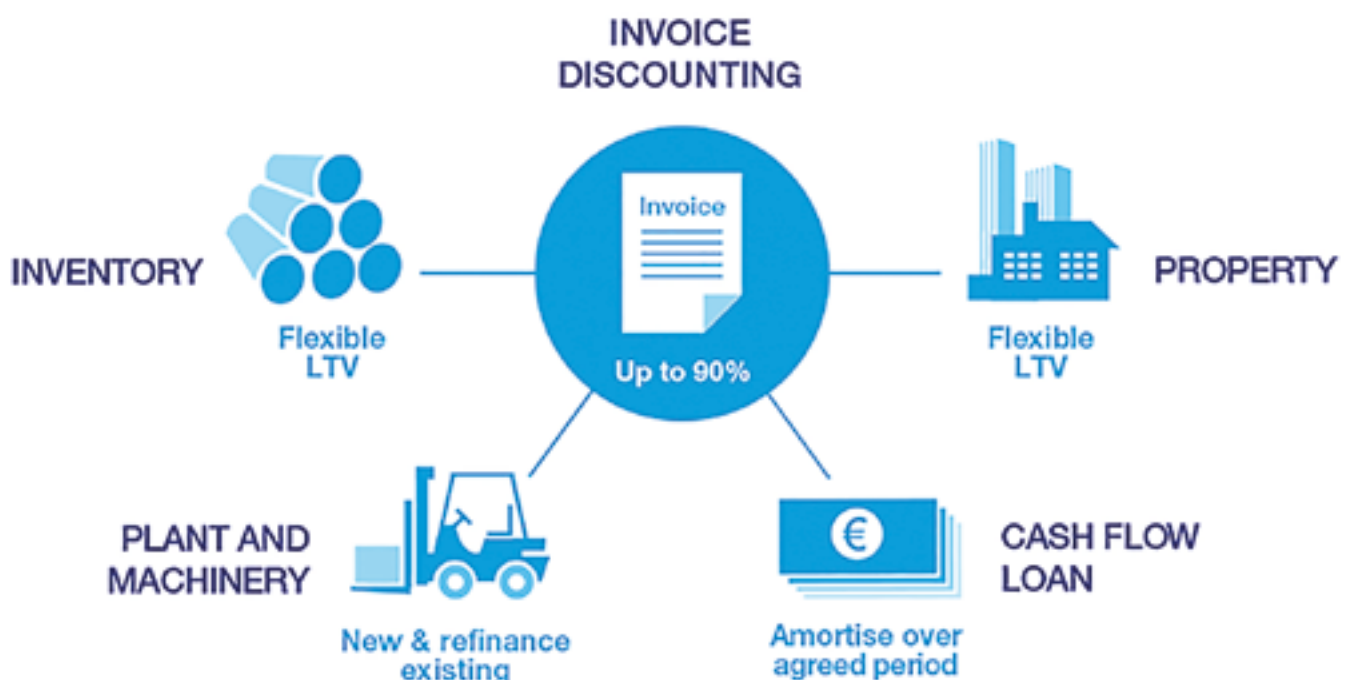 INVOICE
DISCOUNTING
Invoice
Up to 90%
INVENTORY
Flexible
LTV
PROPERTY
Flexible
LTV
PLANT AND
MACHINERY
New & refinance
existing
CASH FLOW
LOAN
€
Amortise over
agreed period